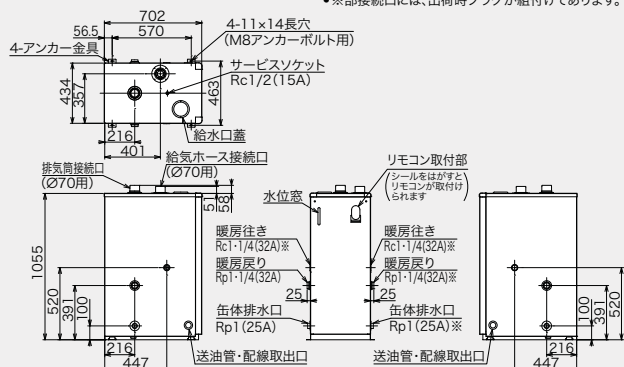 ●※部接続口には、出荷時プラグが組付けてあります。
702
56.5
570
4-11×14長穴
(M8アンカーボルト用)
4-アンカー金具
サービスソケット
Rc1/2(15A)
434
357
463
216
401
給水口蓋
排気筒接続口
(Ø70用)
給気ホース接続口
(Ø70用)
51
58
水位窓
リモコン取付部
(シールをはがすと
リモコンが取付け
られます)
暖房往き
Rc1・1/4(32A)※
暖房戻り
Rp1・1/4(32A)
25
缶体排水口
Rp1(25A)
暖房往き
Rc1・1/4(32A)※
暖房戻り
Rp1・1/4(32A)※
25
缶体排水口
Rp1(25A)※
1055
520
391
100
216
447
送油管・配線取出口
送油管・配線取出口
100
391
520
216
447